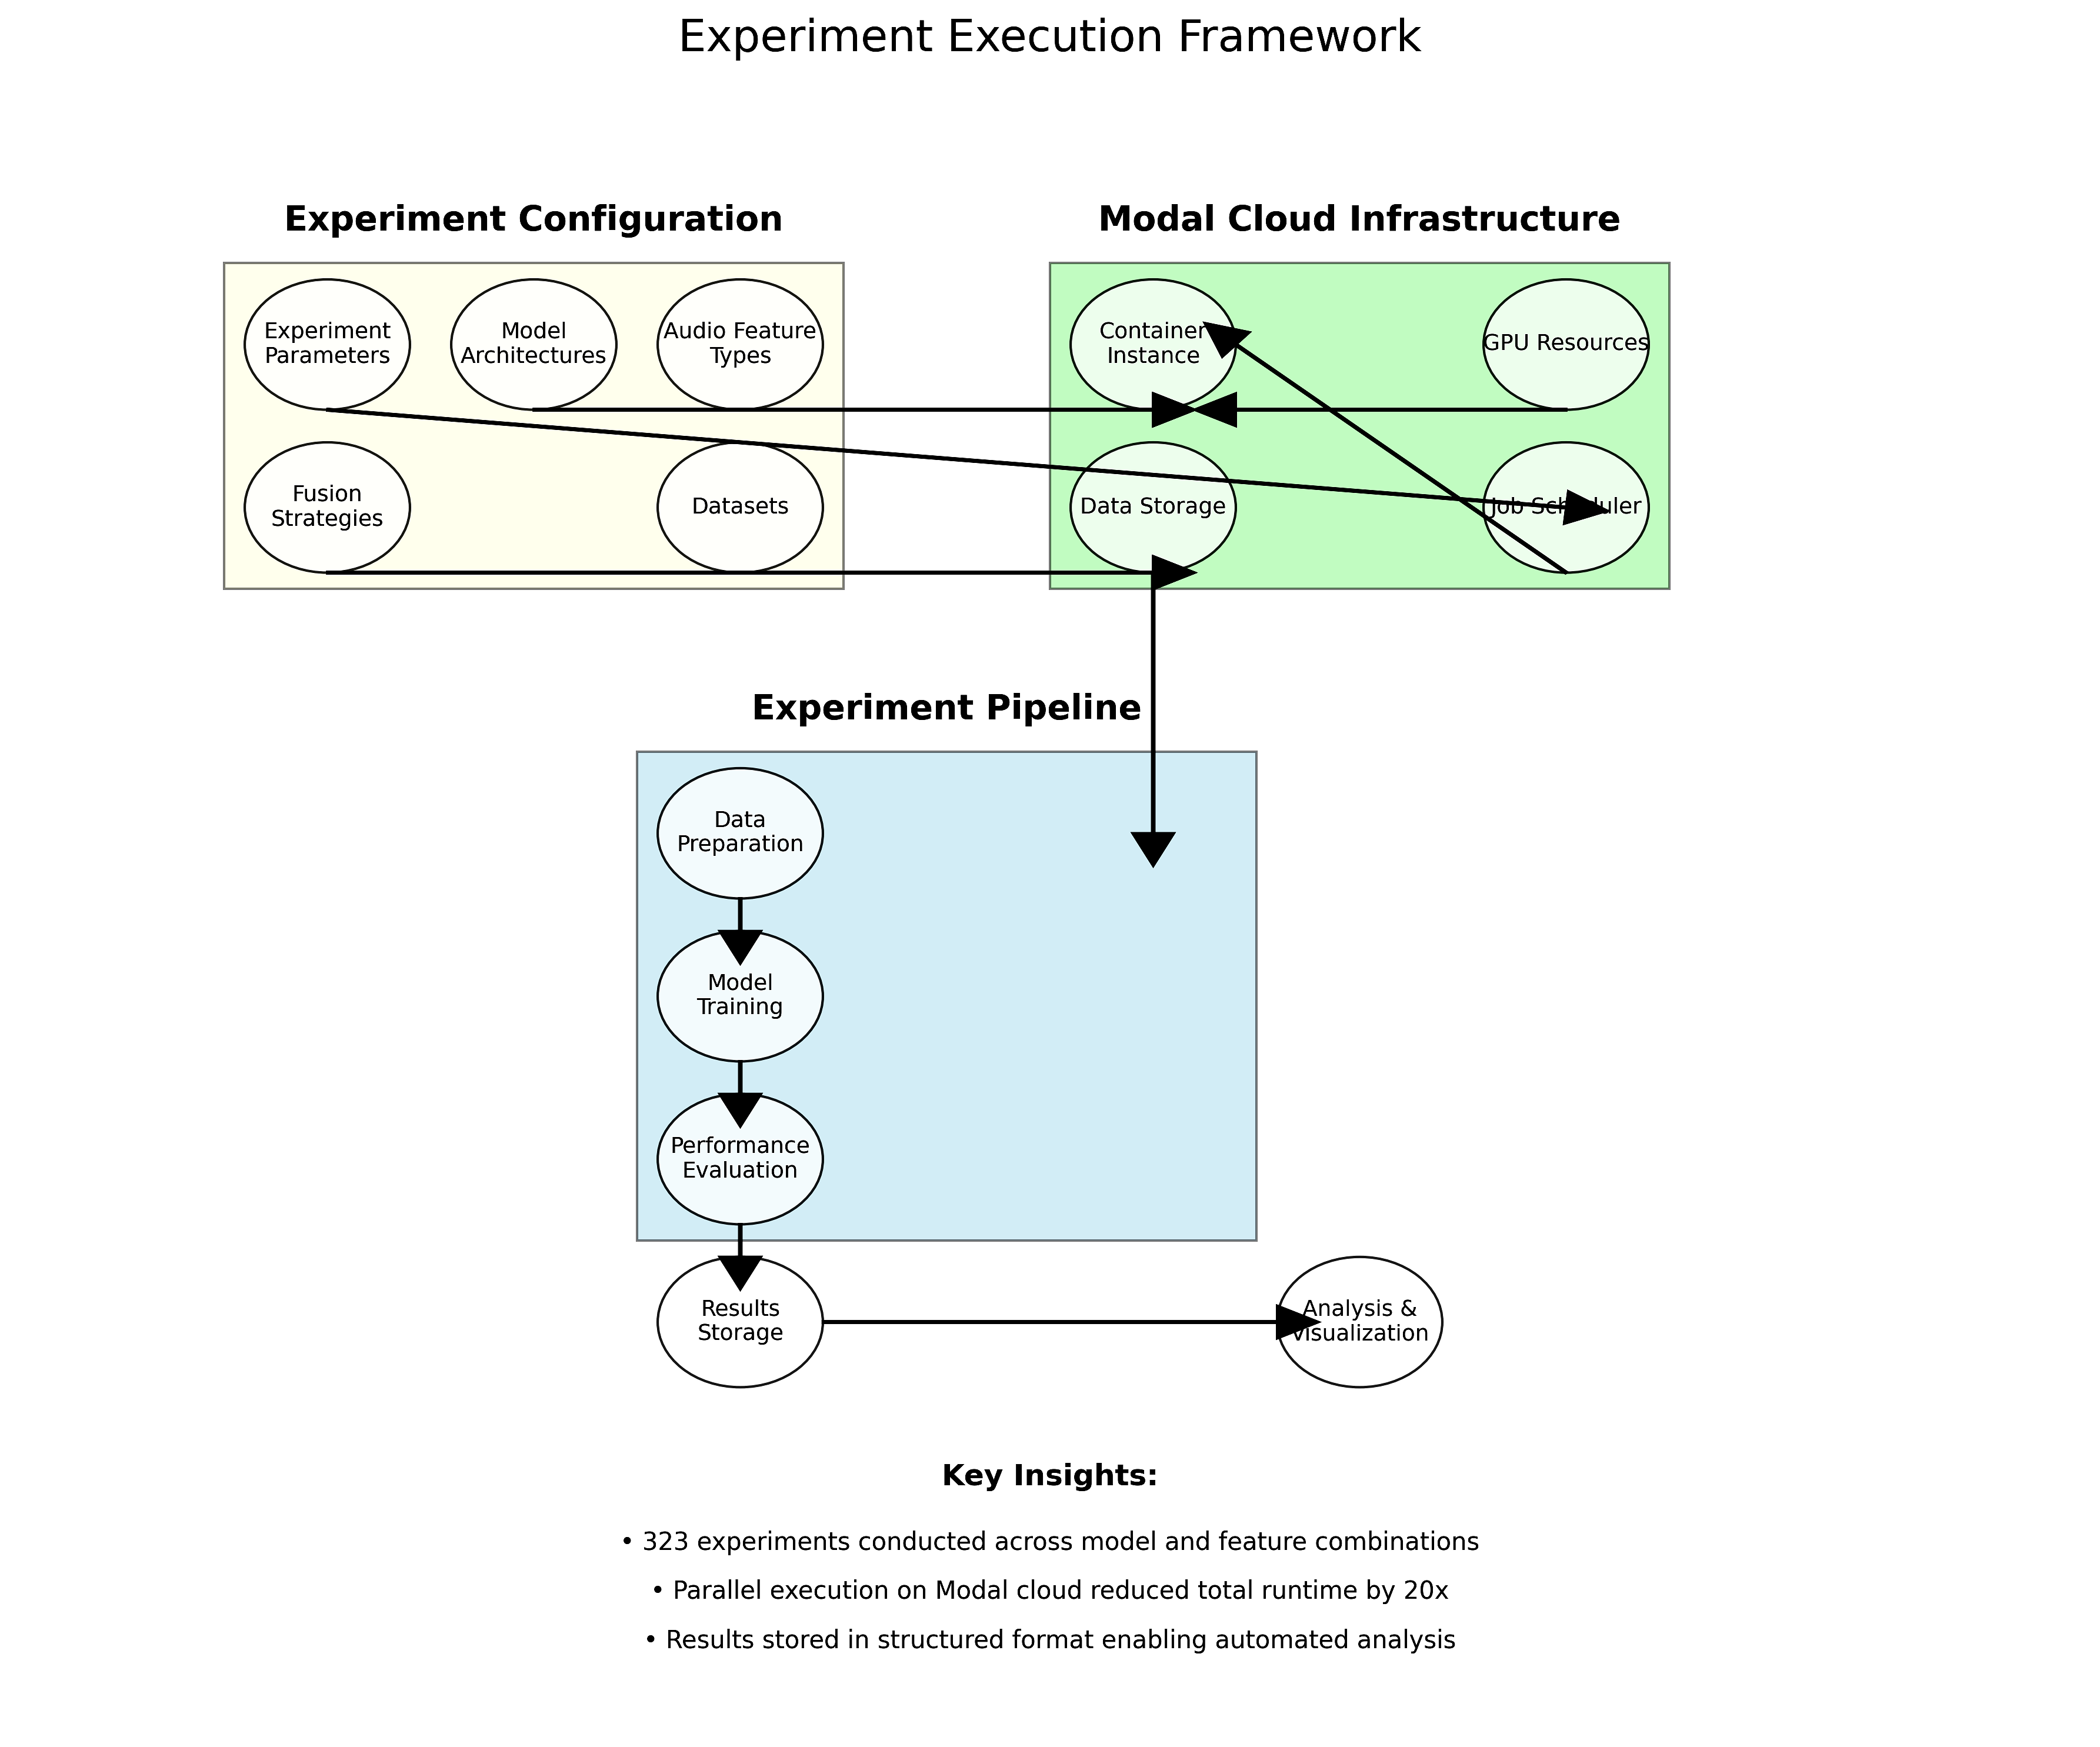 Experiment Execution Framework
Experiment Configuration
Modal Cloud Infrastructure
Experiment
Parameters
Model
Architectures
Audio Feature
Types
Container
Instance
GPU Resources
Fusion
Strategies
Datasets
Data Storage
Job Scheduler
Experiment Pipeline
Data
Preparation
Model
Training
Performance
Evaluation
Results
Storage
Analysis &
Visualization
Key Insights:
• 323 experiments conducted across model and feature combinations
• Parallel execution on Modal cloud reduced total runtime by 20x
• Results stored in structured format enabling automated analysis